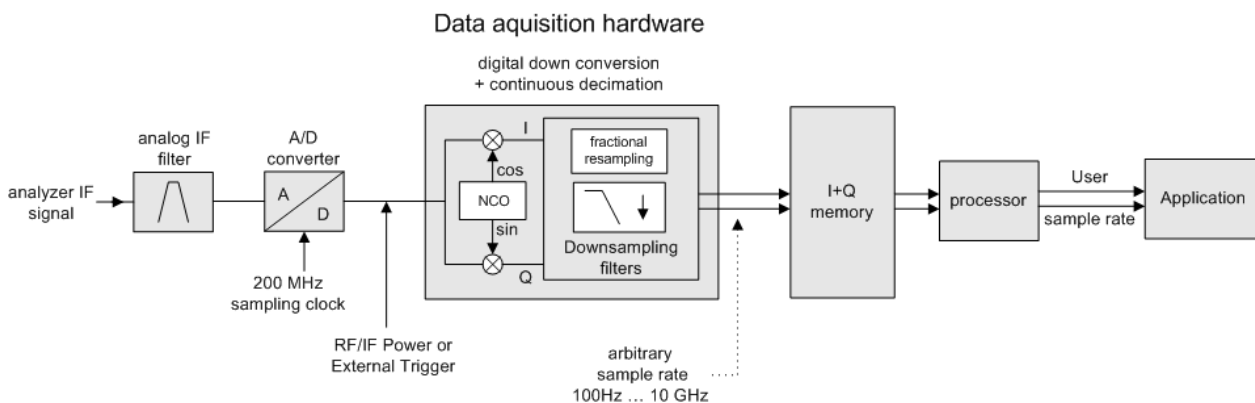 Data aquisition hardware
digital down conversion
+ continuous decimation
analog IF
filter
A/D
converter
analyzer IF
signal
A
D
200 MHz
sampling clock
RF/IF Power or
External Trigger
I
cos
NCO
sin
Q
fractional
resampling
Downsampling
filters
arbitrary
sample rate
100Hz ... 10 GHz
I+Q
memory
processor
User
sample rate
Application